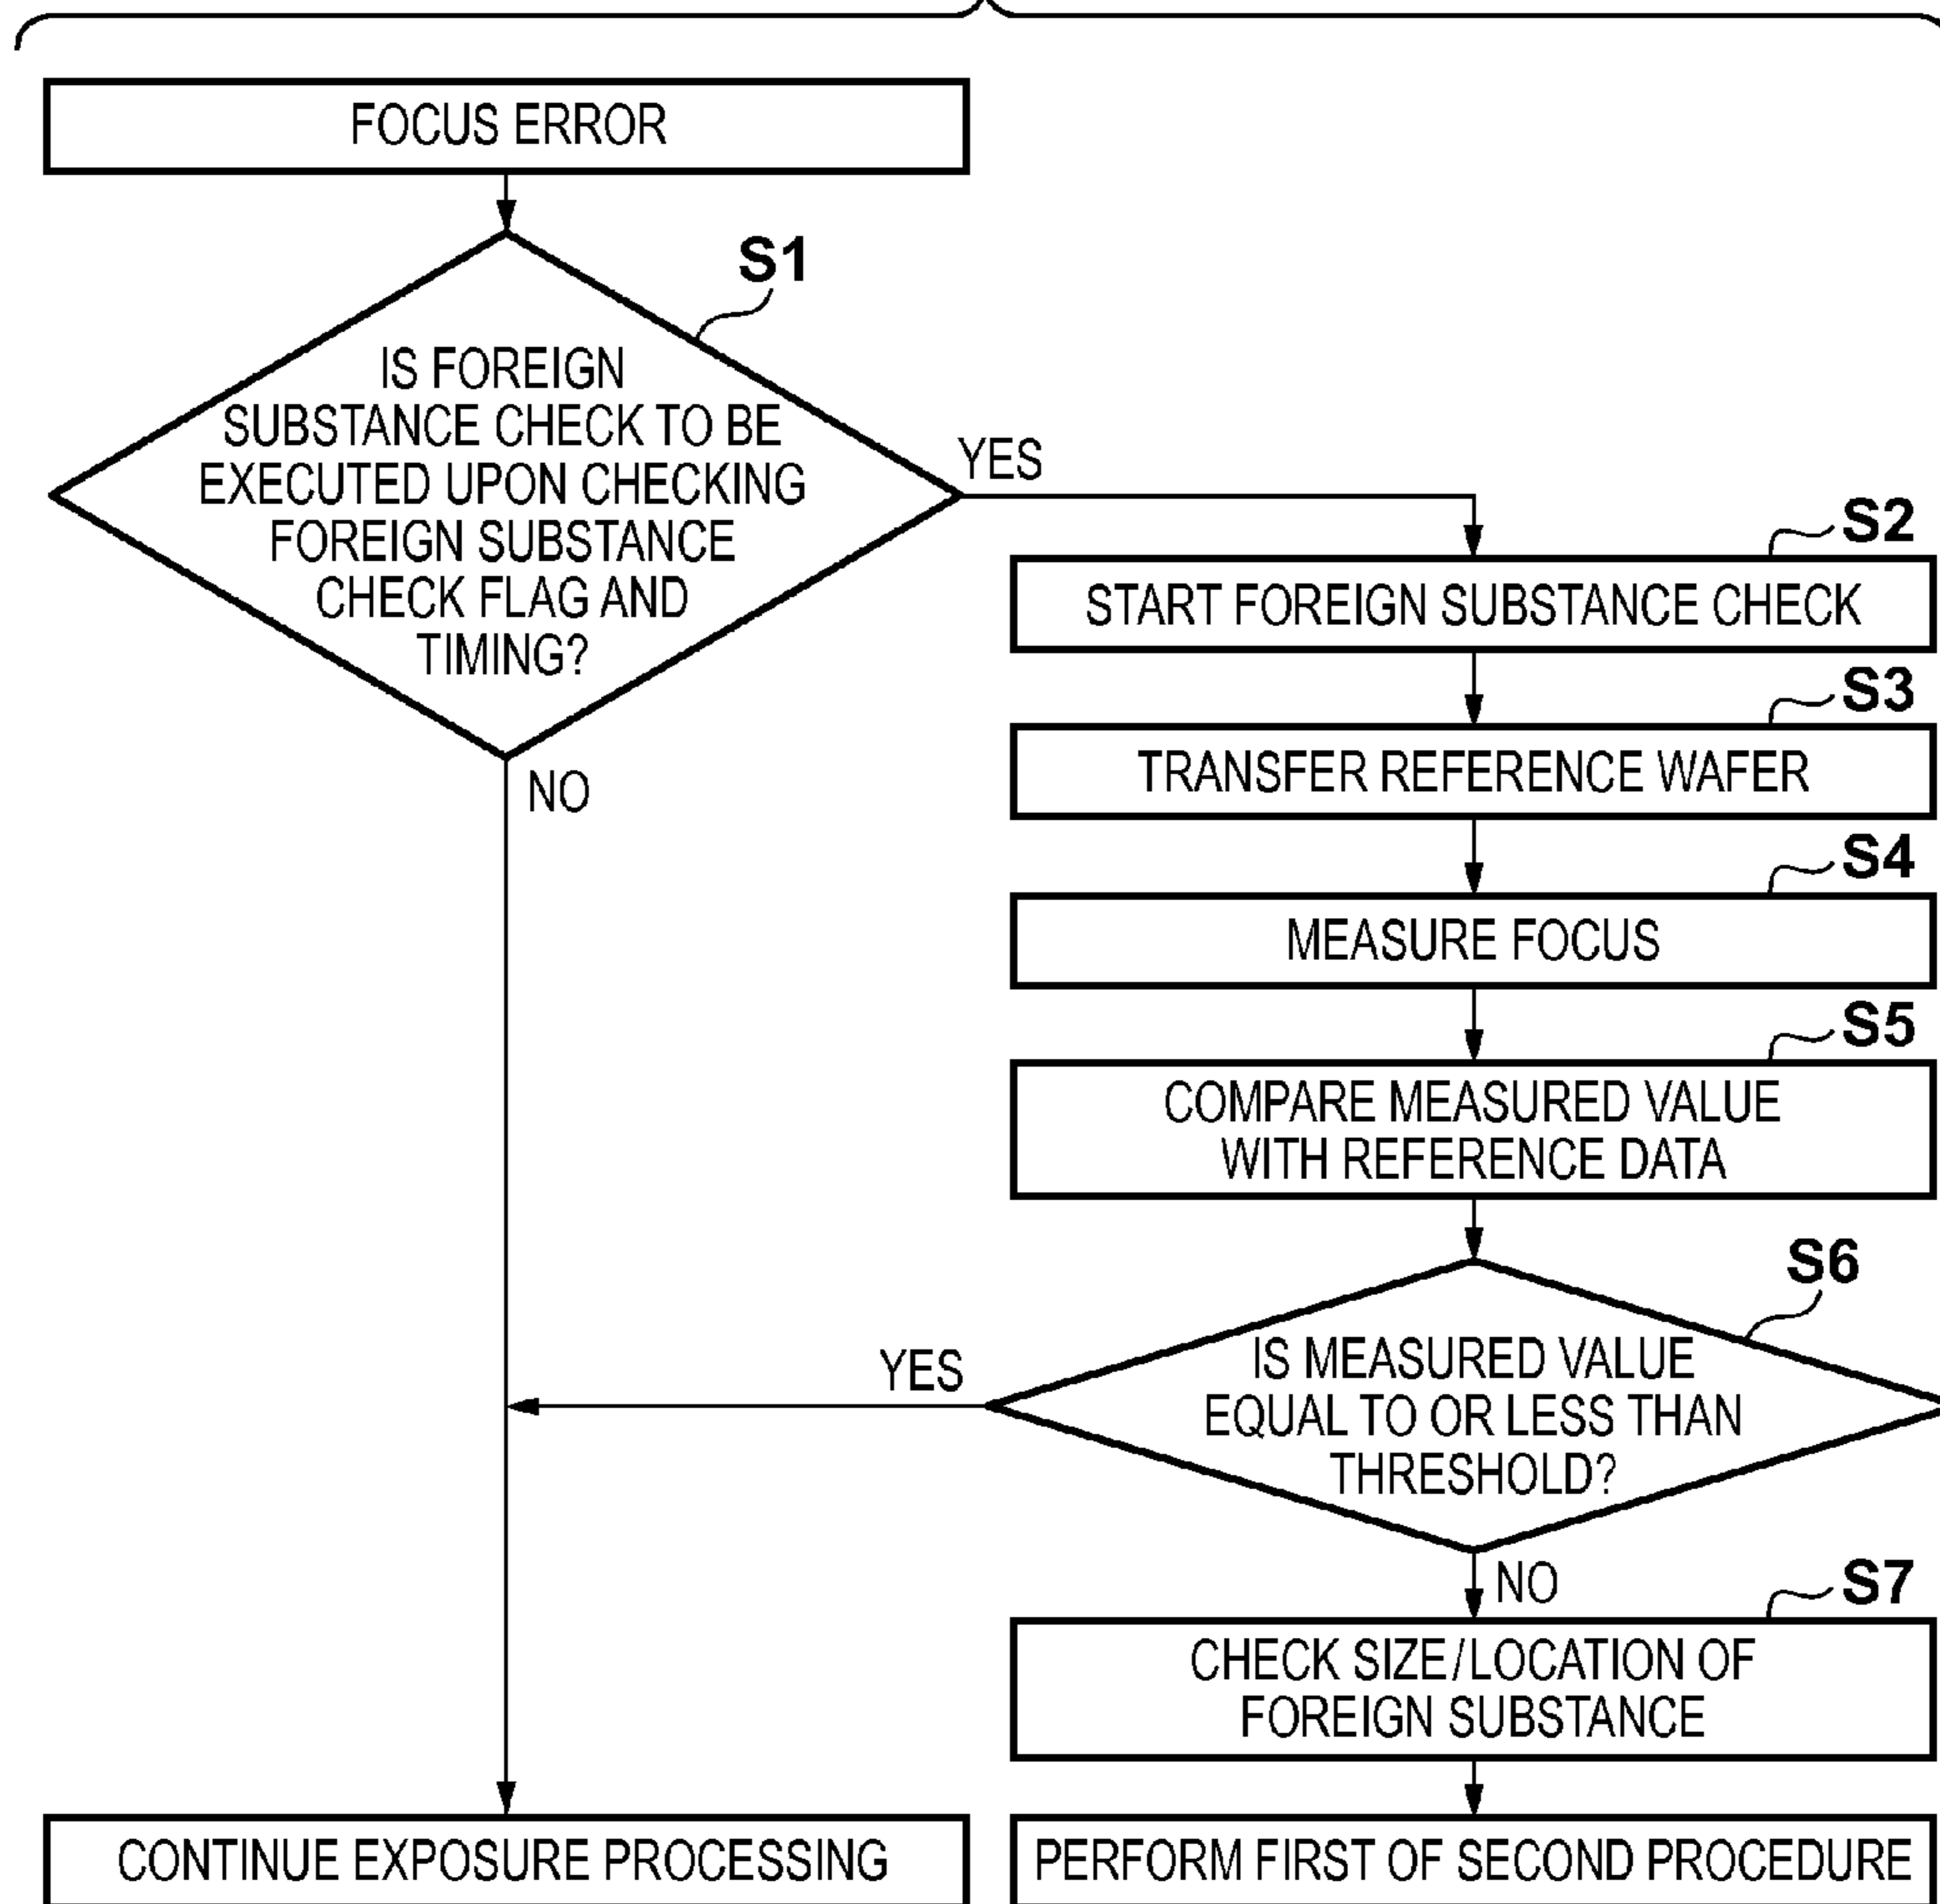 FOCUS ERROR
S1
IS FOREIGN
SUBSTANCE CHECK TO BE
EXECUTED UPON CHECKING
FOREIGN SUBSTANCE
CHECK FLAG AND
TIMING?
YES
NO
S2
START FOREIGN SUBSTANCE CHECK
S3
TRANSFER REFERENCE WAFER
S4
MEASURE FOCUS
S5
COMPARE MEASURED VALUE
WITH REFERENCE DATA
S6
IS MEASURED VALUE
EQUAL TO OR LESS THAN
THRESHOLD?
YES
NO
S7
CHECK SIZE/LOCATION OF
FOREIGN SUBSTANCE
CONTINUE EXPOSURE PROCESSING
PERFORM FIRST OF SECOND PROCEDURE